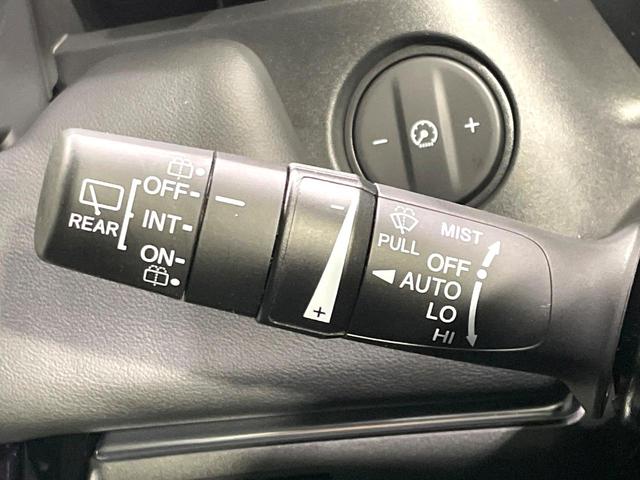 - +
OFF-
REAR
INT-
ON-
-
+
MIST
PULL
OFF
AUTO
LO
HI